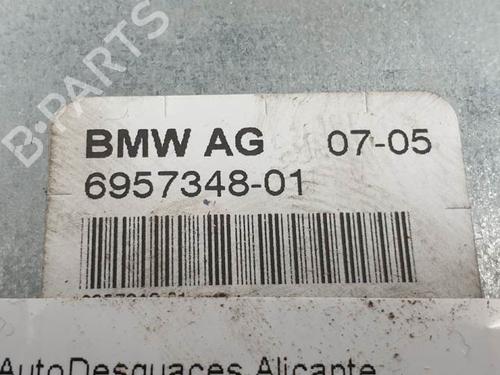 B-PARTS
BMW AG 07-05
6957348-01
AutoDesguaces Alicante